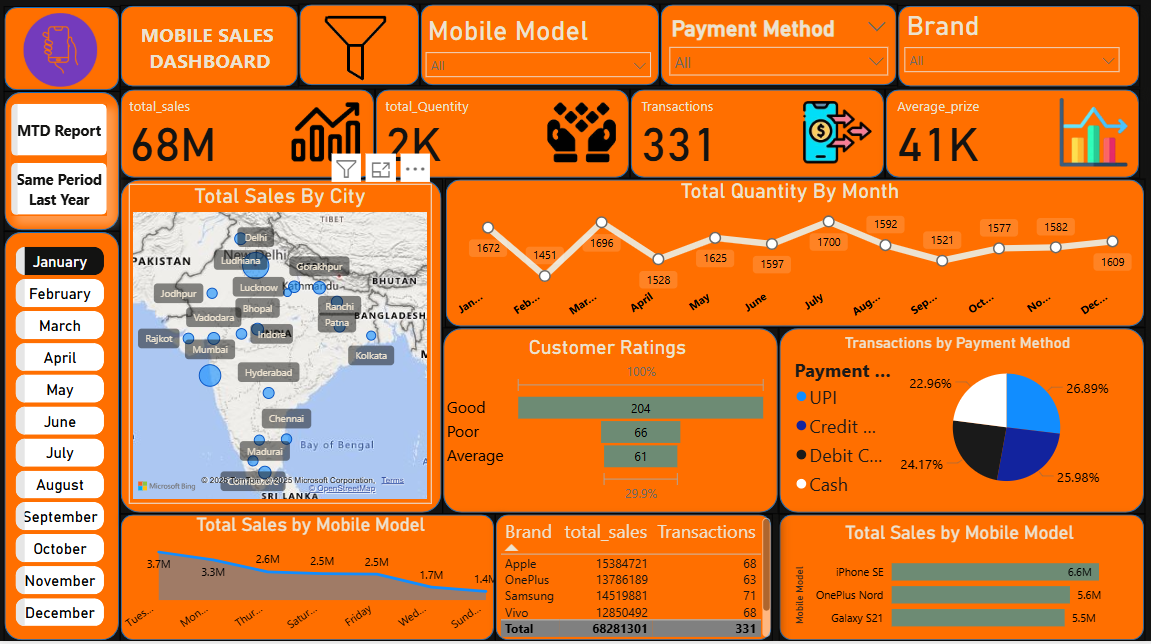 MOBILE SALES
DASHBOARD
Mobile Model
All
Payment Method
All
Brand
All
MTD Report
Same Period
Last Year
total_sales
68M
total_Quentity
2K
Transactions
331
Average_prize
41K
January
February
March
April
May
June
July
August
September
October
November
December
Total Sales By City
TIBET
Delhi
New Delhi
Ludhiana
PAKISTAN
Gorakhpur
Kathmandu
BHUTAN
Lucknow
Jodhpur
Ranchi
Bhopal
Vadodara
BANGLADESH
Patna
INDIA
Indore
Rajkot
Mumbai
Kolkata
Hyderabad
Chennai
Bay of Bengal
Madurai
SRI LANKA
Microsoft Bing
2025 Microsoft Corporation, Terms
© OpenStreetMap
Total Quantity By Month
1672
1451
1696
1528
1625
1597
1700
1592
1521
1577
1582
1609
Jan...
Feb...
Mar...
April
May
June
July
Aug...
Sep...
Oct...
No...
Dec...
Customer Ratings
100%
Good
204
Poor
66
Average
61
29.9%
Transactions by Payment Method
Payment ...
UPI
Credit ...
Debit C...
Cash
22.96%
26.89%
24.17%
25.98%
Total Sales by Mobile Model
3.7M
3.3M
2.6M
2.5M
2.5M
1.7M
1.4M
Tues...
Mon...
Thur...
Satur...
Friday
Wed...
Sund...
Brand total_sales Transactions
Apple 15384721 68
OnePlus 13786189 63
Samsung 14519881 71
Vivo 12850492 68
Total 68281301 331
Total Sales by Mobile Model
Mobile Model
iPhone SE 6.6M
OnePlus Nord 5.6M
Galaxy S21 5.5M